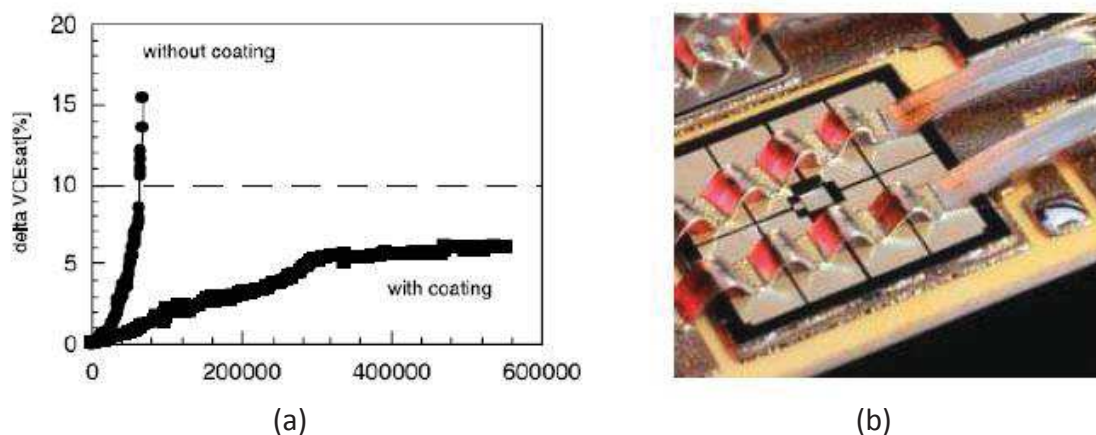 20
without coating
15
delta VCEsat[%]
10
5
with coating
0
0 200000 400000 600000
(a) (b)